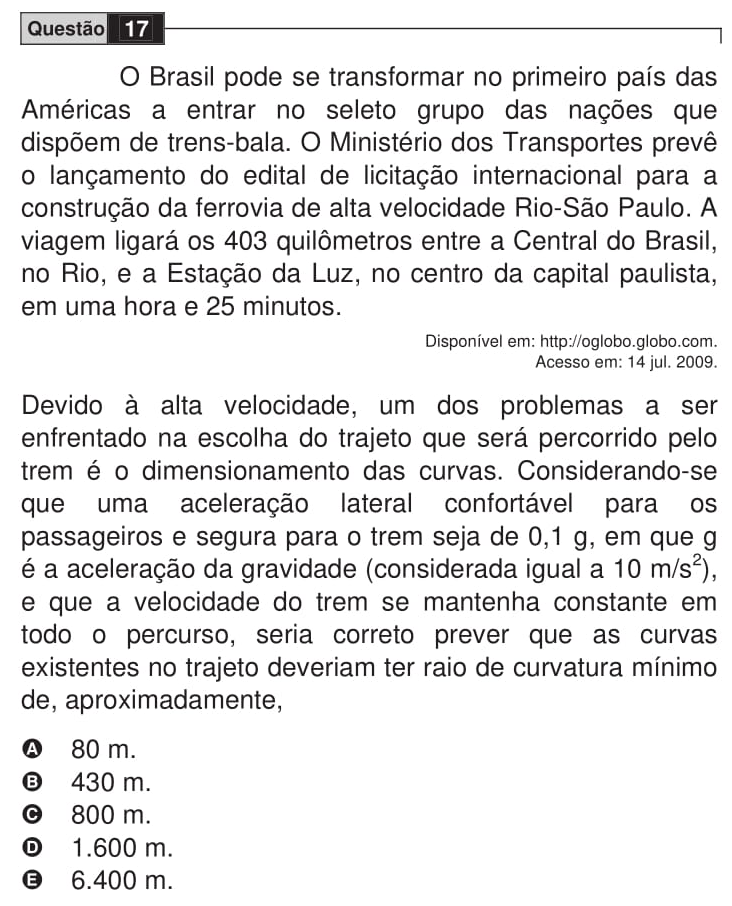 Questão 17
O Brasil pode se transformar no primeiro país das
Américas a entrar no seleto grupo das nações que
dispõem de trens-bala. O Ministério dos Transportes prevê
o lançamento do edital de licitação internacional para a
construção da ferrovia de alta velocidade Rio-São Paulo. A
viagem ligará os 403 quilômetros entre a Central do Brasil,
no Rio, e a Estação da Luz, no centro da capital paulista,
em uma hora e 25 minutos.
Disponível em: http://oglobo.globo.com.
Acesso em: 14 jul. 2009.
Devido à alta velocidade, um dos problemas a ser
enfrentado na escolha do trajeto que será percorrido pelo
trem é o dimensionamento das curvas. Considerando-se
que uma aceleração lateral confortável para os
passageiros e segura para o trem seja de 0,1 g, em que g
é a aceleração da gravidade (considerada igual a 10 m/s²),
e que a velocidade do trem se mantenha constante em
todo o percurso, seria correto prever que as curvas
existentes no trajeto deveriam ter raio de curvatura mínimo
de, aproximadamente,
A 80 m.
B 430 m.
C 800 m.
D 1.600 m.
E 6.400 m.